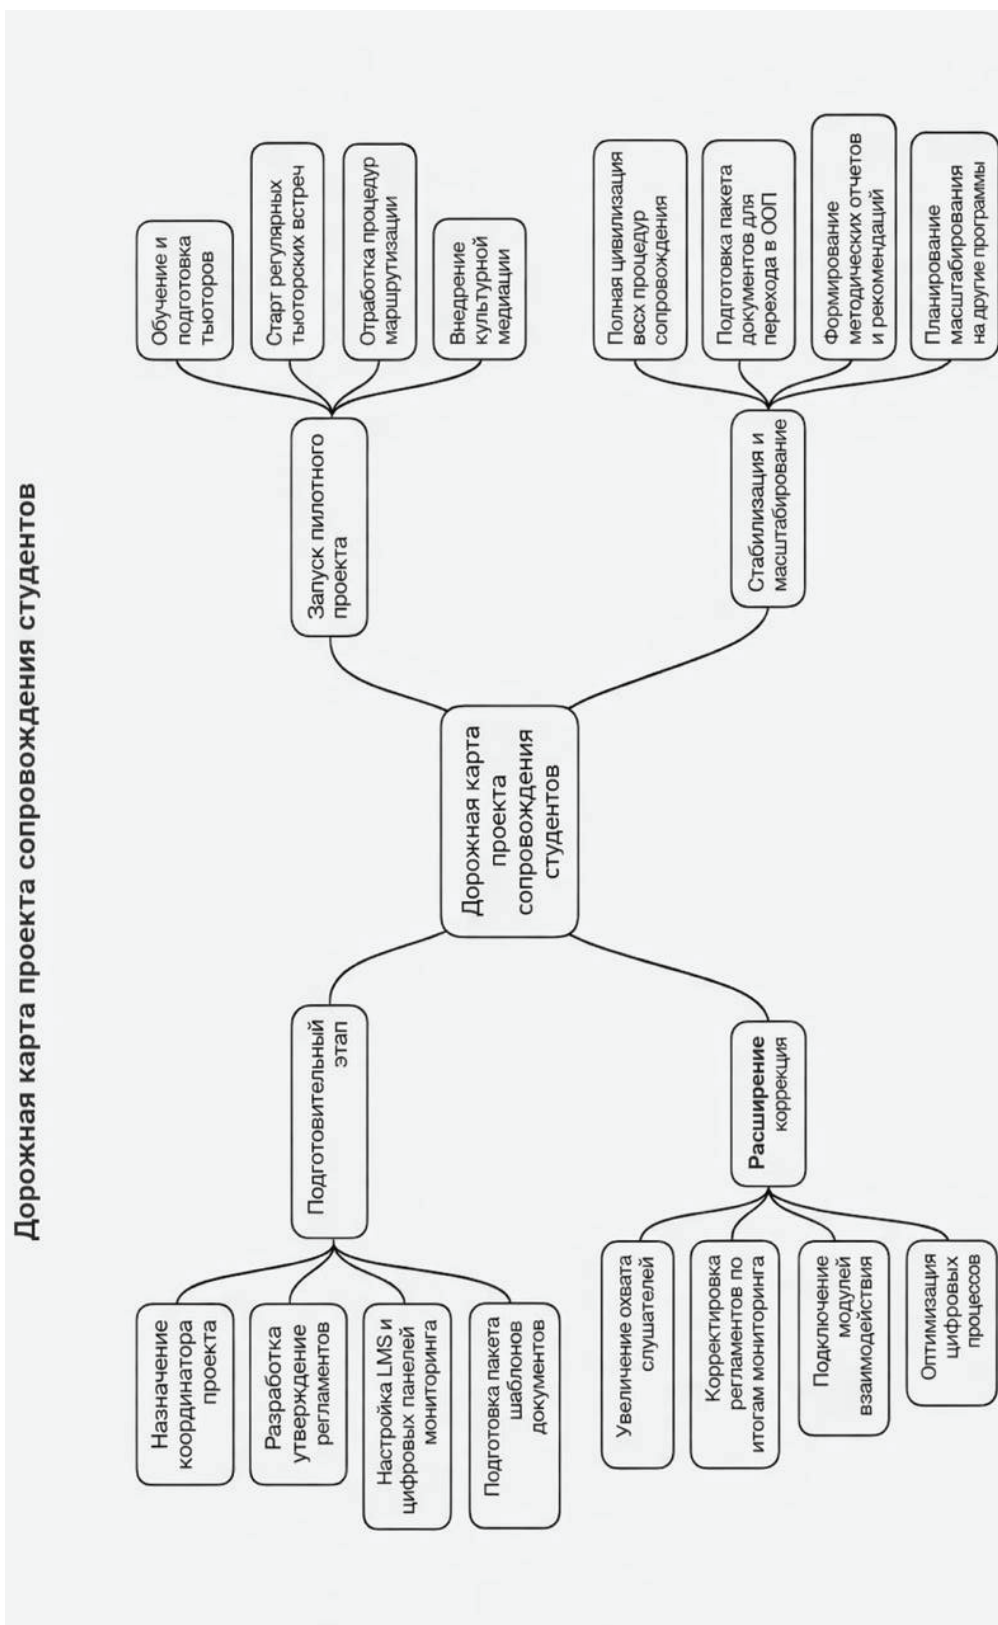 Дорожная карта проекта сопровождения студентов
Назначение
координатора
проекта
Разработка
утверждение
регламентов
Настройка LMS и
цифровых панелей
мониторинга
Подготовка пакета
шаблонов
документов
Подготовительный
этап
Дорожная карта
проекта
сопровождения
студентов
Запуск пилотного
проекта
Обучение и
подготовка
тыоторов
Старт регулярных
тыоторских встреч
Отработка процедур
маршрутизации
Внедрение
культурной
медиации
Увеличение охвата
слушателей
Корректировка
регламентов по
итогам мониторинга
Подключение
модулей
взаимодействия
Оптимизация
цифровых
процессов
Расширение
коррекция
Стабилизация и
масштабирование
Полная цивилизация
вссх процедур
сопровождения
Подготовка пакета
документов для
перехода в ООП
Формирование
методических отчетов
и рекомендаций
Планирование
масштабирования
на другие программы